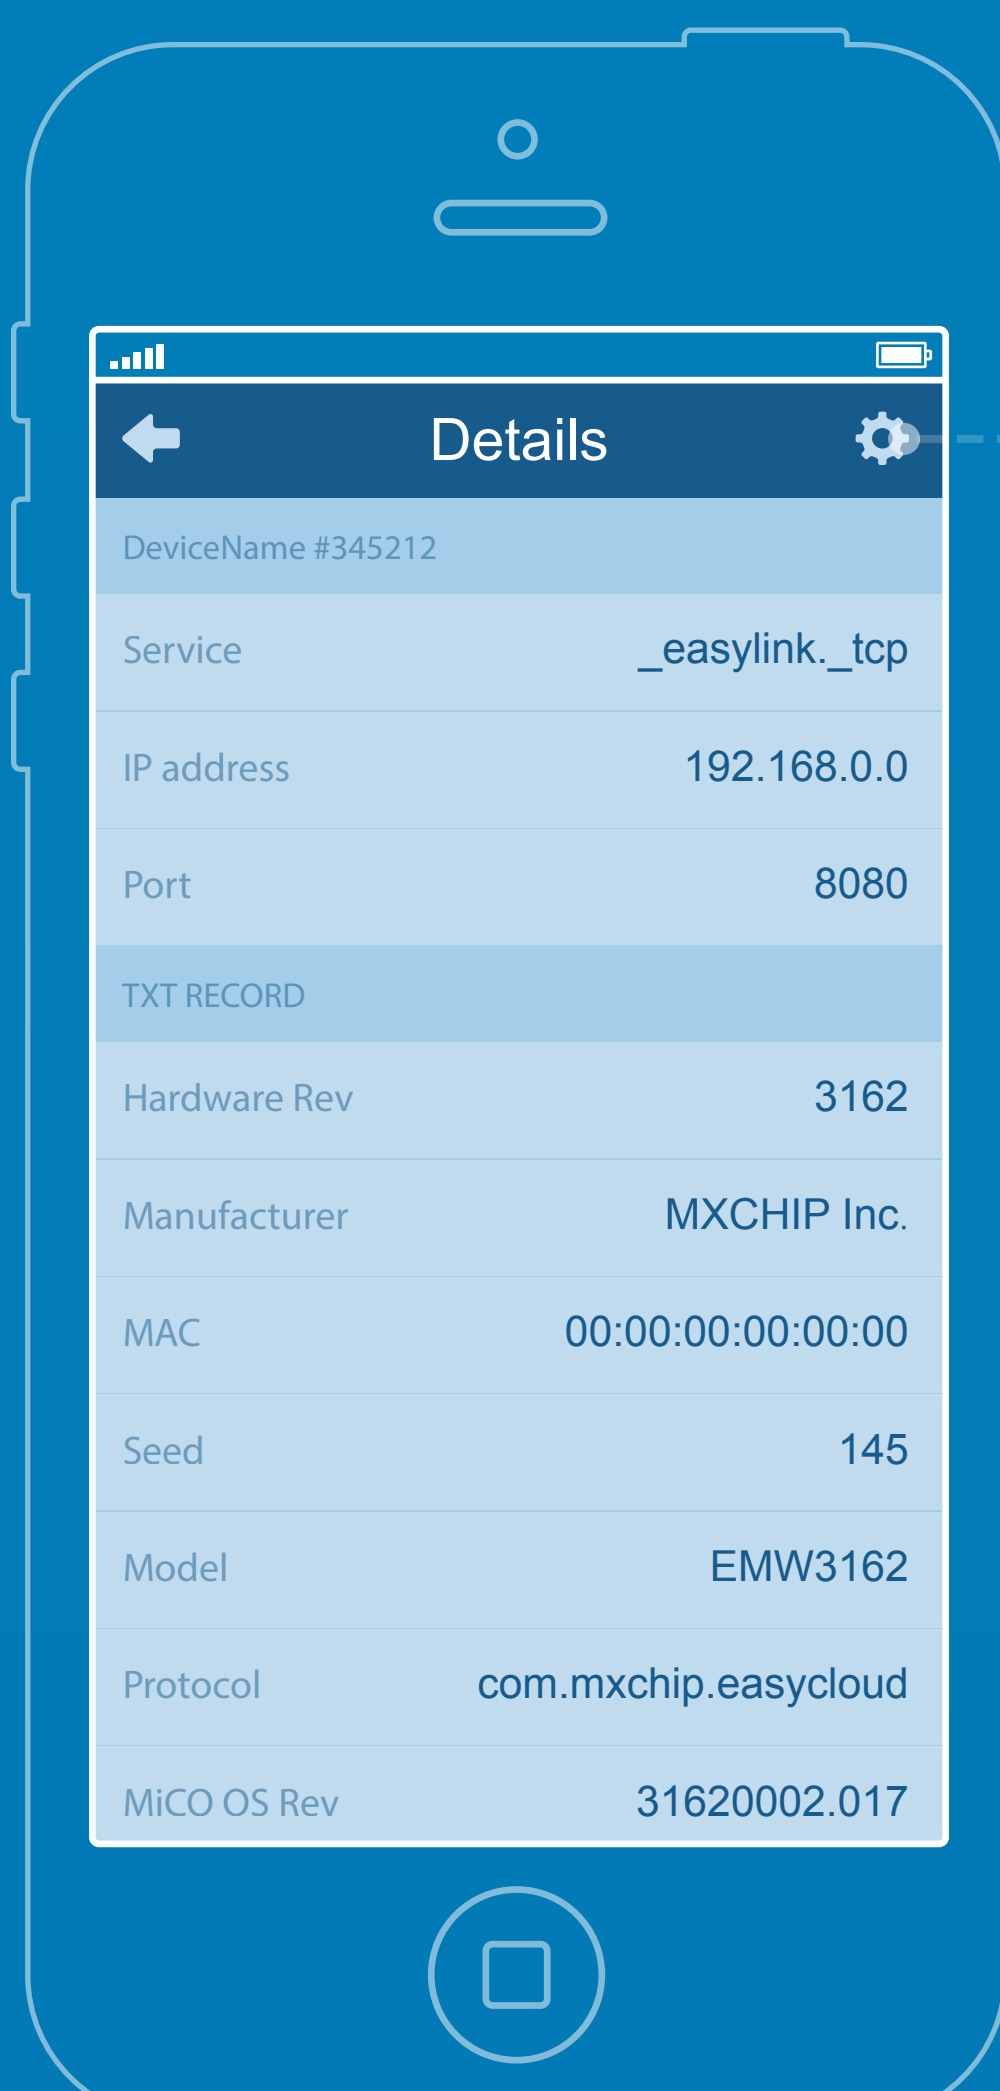 Details
DeviceName #345212
Service _easylink._tcp
IP address 192.168.0.0
Port 8080
TXT RECORD
Hardware Rev 3162
Manufacturer MXCHIP Inc.
MAC 00:00:00:00:00:00
Seed 145
Model EMW3162
Protocol com.mxchip.easycloud
MiCO OS Rev 31620002.017